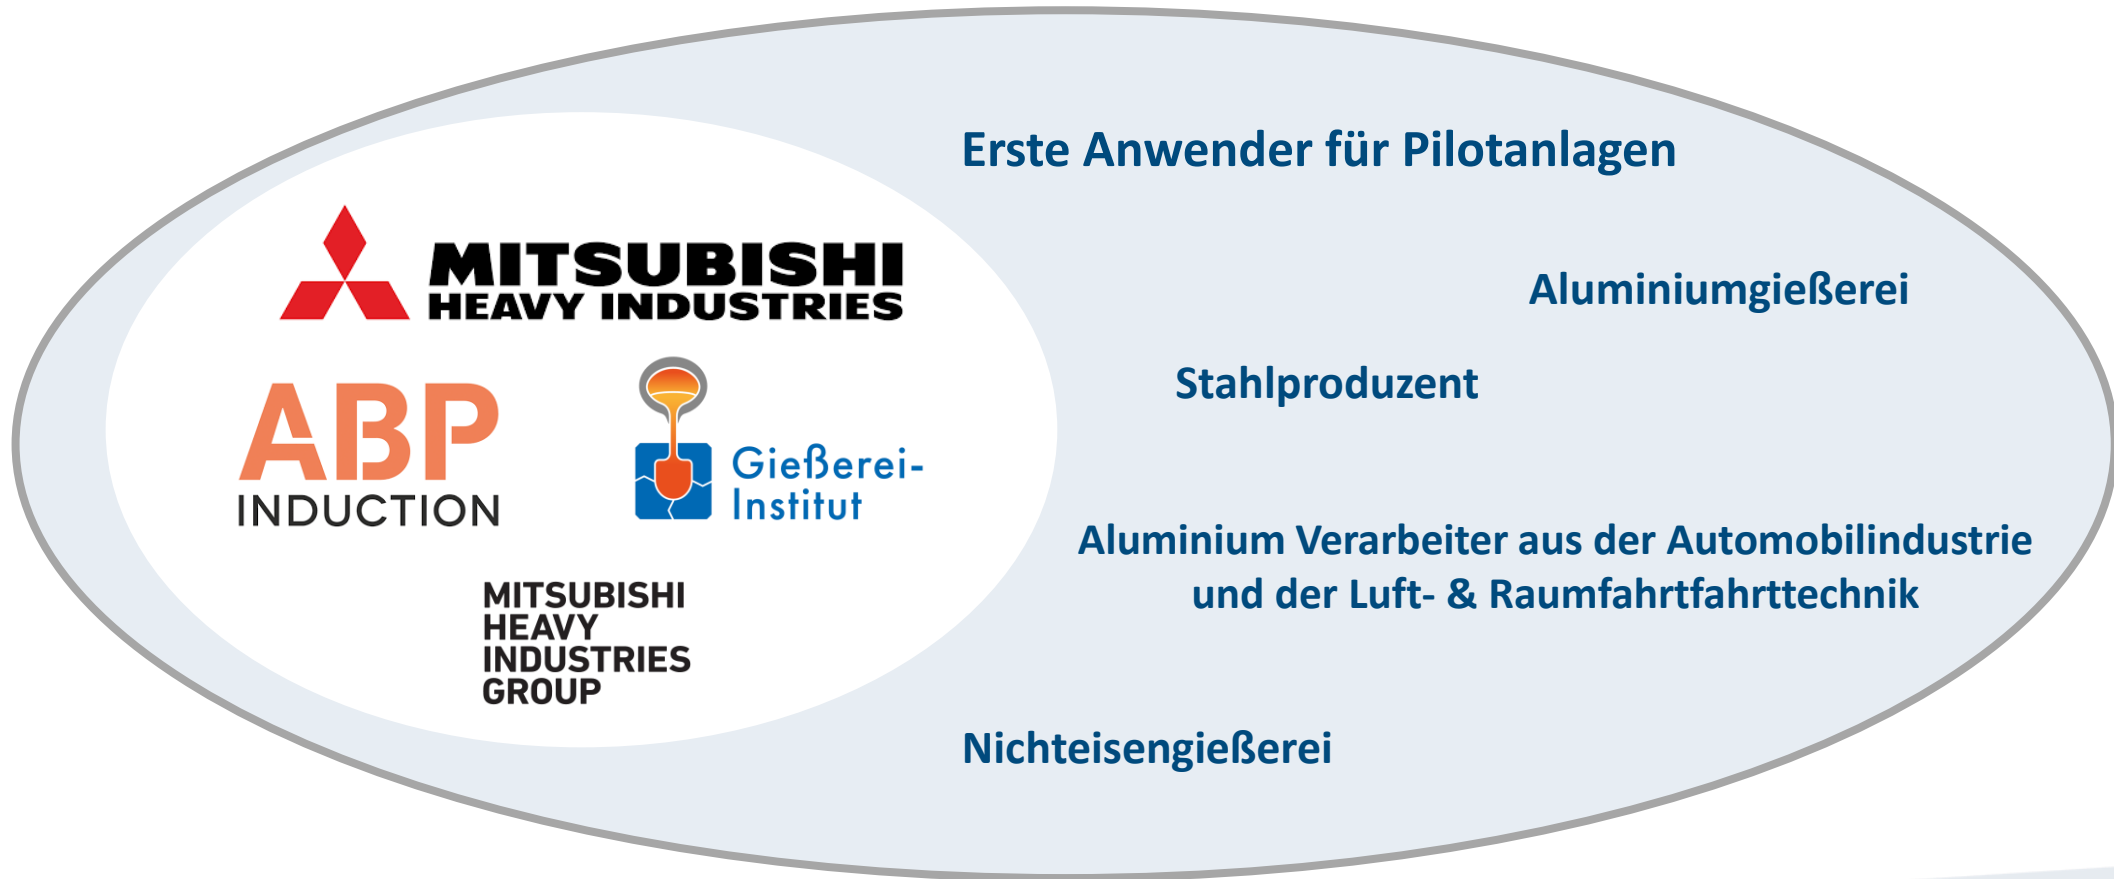 Erste Anwender für Pilotanlagen
MITSUBISHI
HEAVY INDUSTRIES
Aluminiumgießerei
Stahlproduzent
ABP
INDUCTION
Gießerei-
Institut
Aluminium Verarbeiter aus der Automobilindustrie
und der Luft- & Raumfahrtfahrttechnik
MITSUBISHI
HEAVY
INDUSTRIES
GROUP
Nichteisengießerei